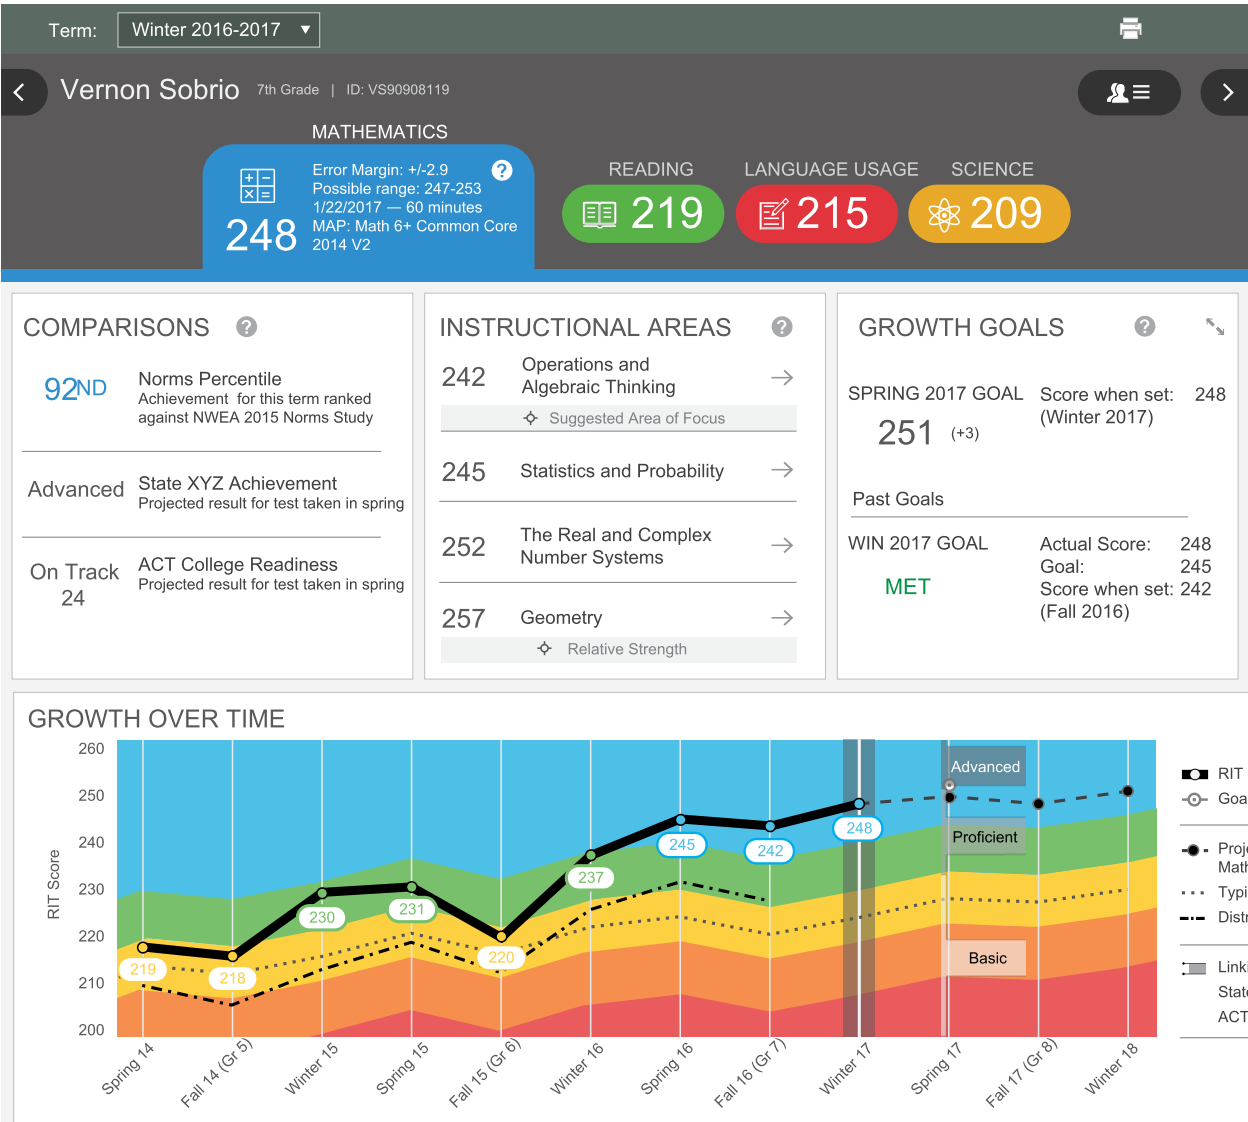 Term:
Winter 2016-2017
Vernon Sobrio 7th Grade | ID: VS90908119
MATHEMATICS
248
Error Margin: +/-2.9
Possible range: 247-253
1/22/2017 — 60 minutes
MAP: Math 6+ Common Core
2014 V2
READING
219
LANGUAGE USAGE
215
SCIENCE
209
COMPARISONS
92ND
Norms Percentile
Achievement for this term ranked
against NWEA 2015 Norms Study
Advanced
State XYZ Achievement
Projected result for test taken in spring
On Track
24
ACT College Readiness
Projected result for test taken in spring
INSTRUCTIONAL AREAS
242
Operations and
Algebraic Thinking
Suggested Area of Focus
245
Statistics and Probability
252
The Real and Complex
Number Systems
257
Geometry
Relative Strength
GROWTH GOALS
SPRING 2017 GOAL
251 (+3)
Score when set: 248
(Winter 2017)
Past Goals
WIN 2017 GOAL
MET
Actual Score: 248
Goal: 245
Score when set: 242
(Fall 2016)
GROWTH OVER TIME
RIT Score
260
250
240
230
220
210
200
219
218
230
231
220
237
245
242
248
Advanced
Proficient
Basic
Spring 14
Fall 14 (Gr 5)
Winter 15
Spring 15
Fall 15 (Gr 6)
Winter 16
Spring 16
Fall 16 (Gr 7)
Winter 17
Spring 17
Fall 17 (Gr 8)
Winter 18
RIT
Goa
Proje
Math
Typi
Distr
Linki
State
ACT